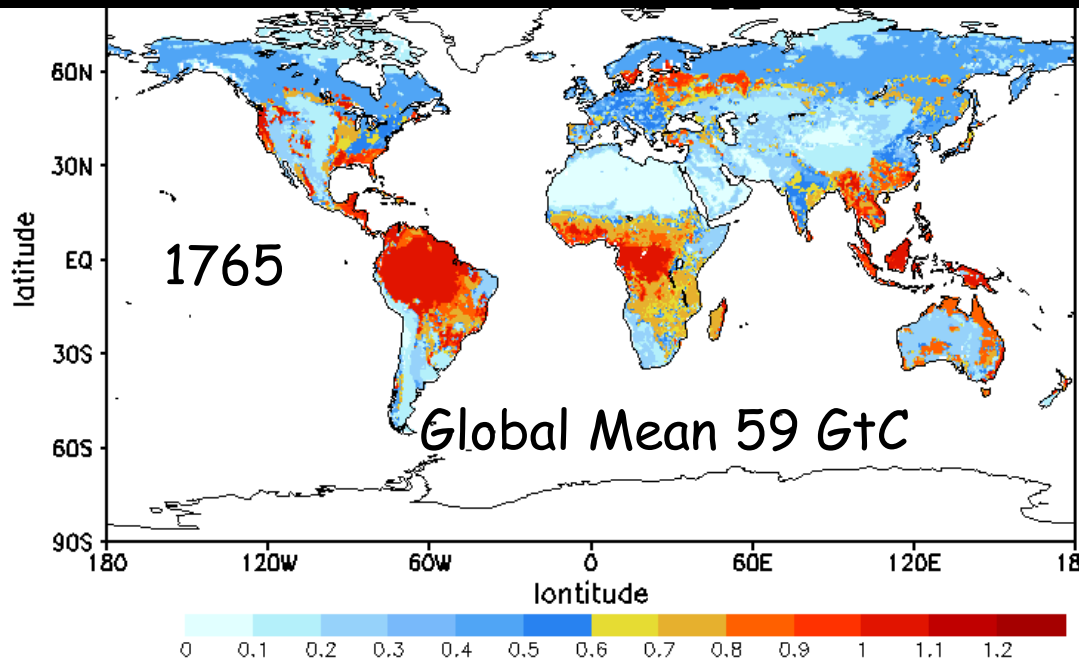 60N
30N
EQ
30S
60S
90S
latitude
1765
Global Mean 59 GtC
180 120W 60W 0 60E 120E 18
lontitude
0 0.1 0.2 0.3 0.4 0.5 0.6 0.7 0.8 0.9 1 1.1 1.2